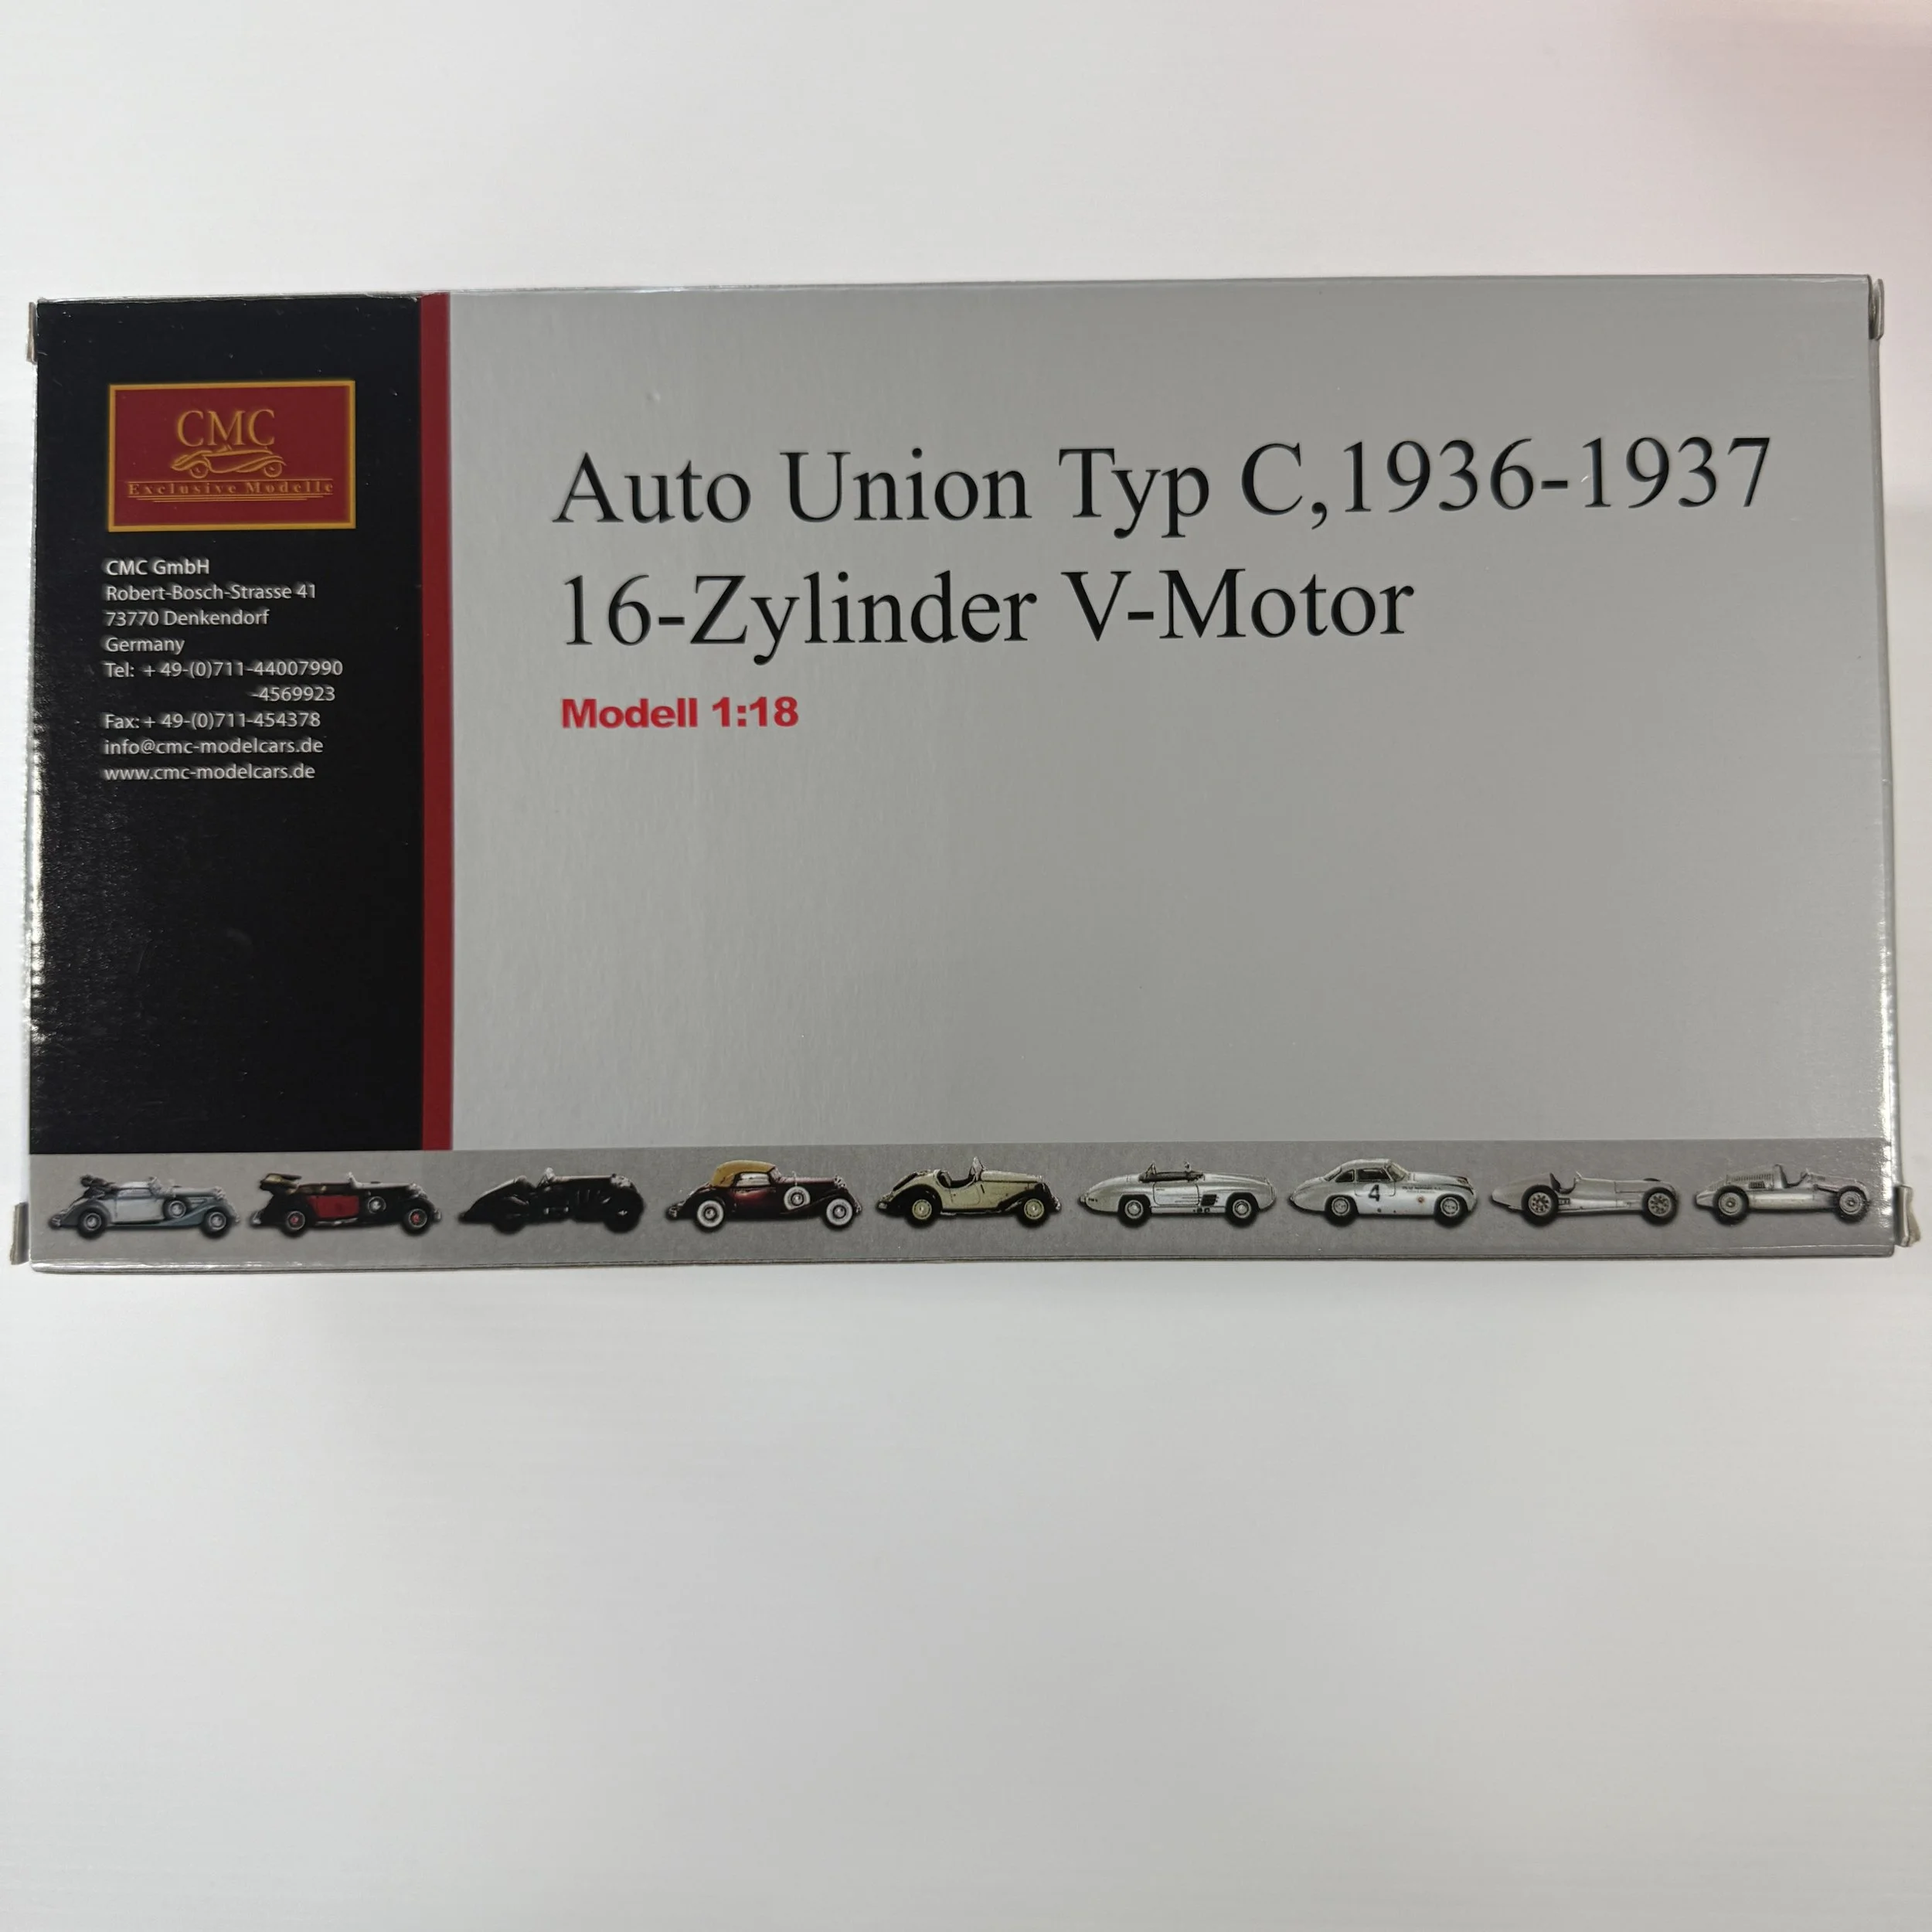 CMC
Exclusive Modelle
CMC GmbH
Robert-Bosch-Strasse 41
73770 Denkendorf
Germany
Tel: + 49-(0)711-44007990
-4569923
Fax: + 49-(0)711-454378
info@cmc-modelcars.de
www.cmc-modelcars.de
Auto Union Typ C,1936-1937
16-Zylinder V-Motor
Modell 1:18
4